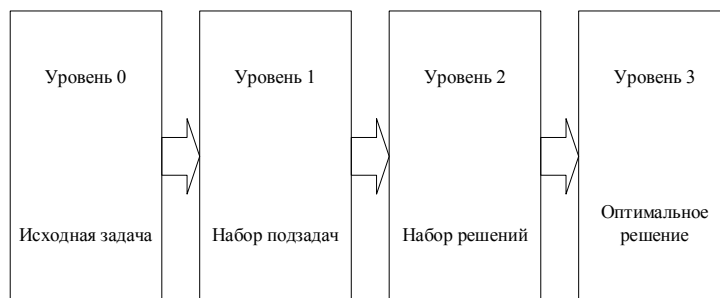 Уровень 0
Уровень 1
Уровень 2
Уровень 3
Исходная задача
Набор подзадач
Набор решений
Оптимальное
решение